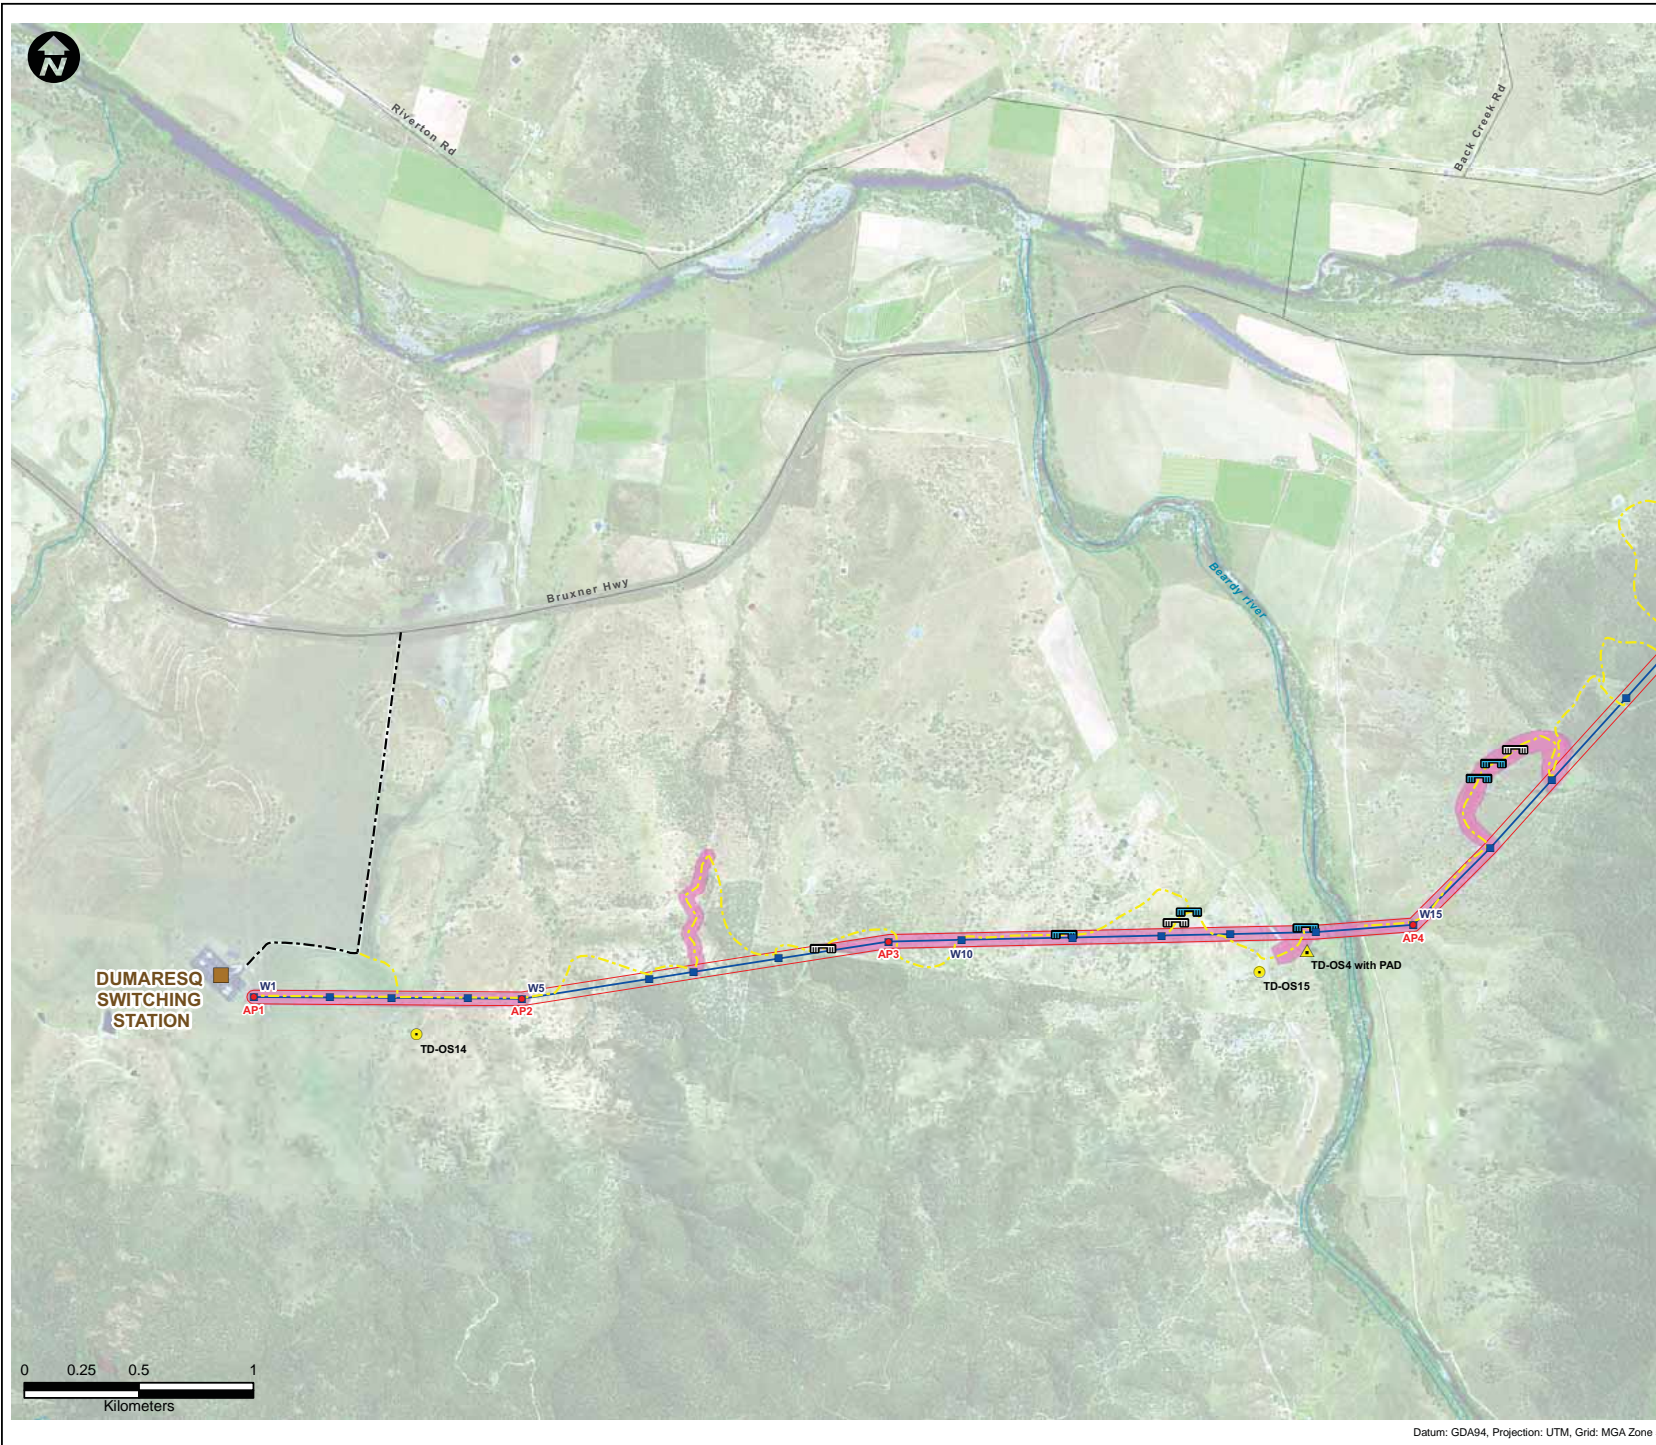 N
Riverton Rd
Back Creek Rd
Bruxner Hwy
Beardy river
W15
AP4
AP3
W10
TD-OS4 with PAD
TD-OS15
DUMARESQ
SWITCHING
STATION
W1
AP1
W5
AP2
TD-OS14
0 0.25 0.5 1
Kilometers
Datum: GDA94, Projection: UTM, Grid: MGA Zone